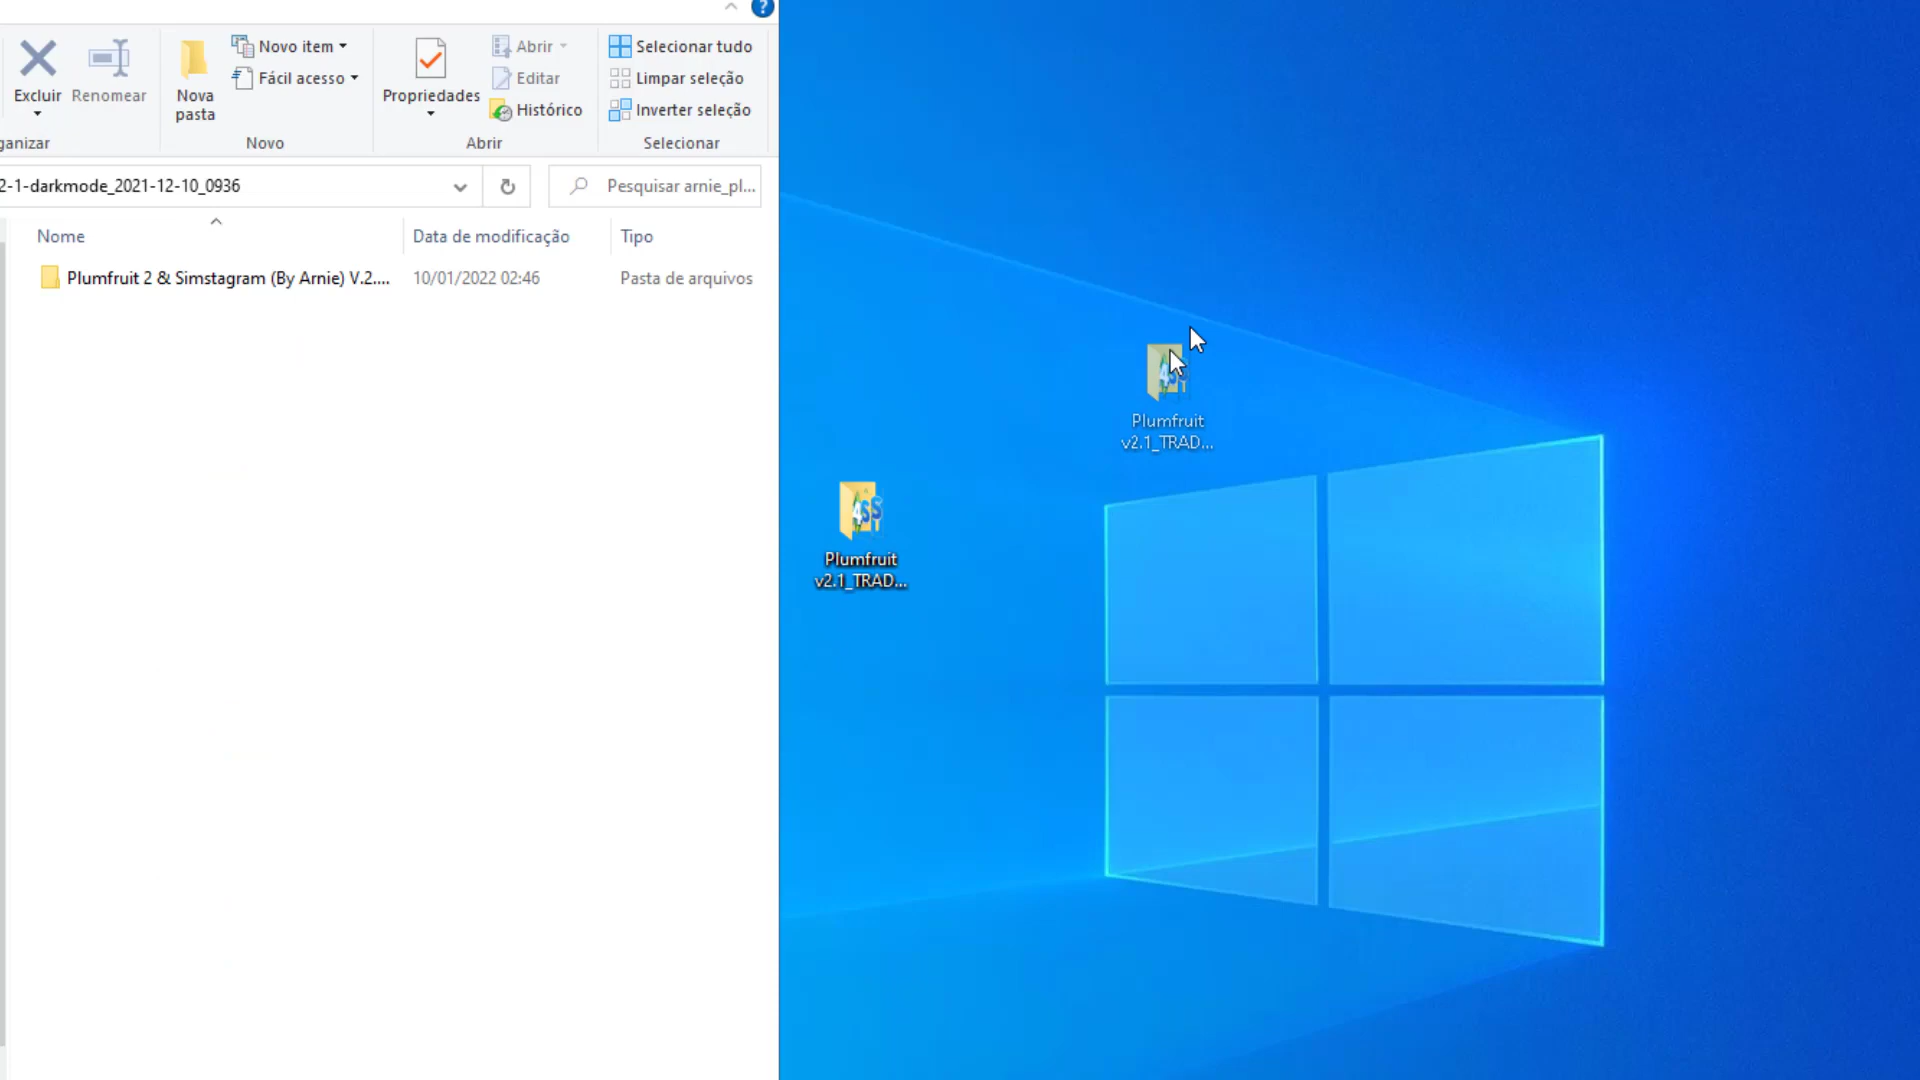 ?
Excluir
Renomear
Nova
pasta
Novo item
Fácil acesso
Propriedades
Abrir
Editar
Histórico
Selecionar tudo
Limpar seleção
Inverter seleção
ganizar
Novo
Abrir
Selecionar
2-1-darkmode_2021-12-10_0936
Pesquisar arnie_pl...
Nome
Data de modificação
Tipo
Plumfruit 2 & Simstagram (By Arnie) V.2....
10/01/2022 02:46
Pasta de arquivos
Plumfruit
v2.1_TRAD...
Plumfruit
v2.1_TRAD...